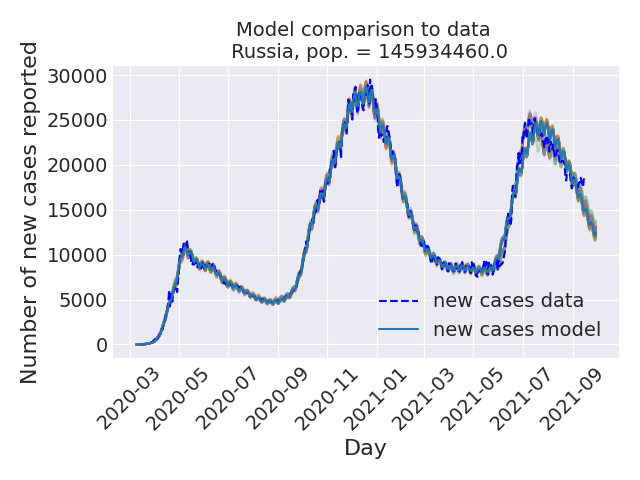 Model comparison to data
Russia, pop. = 145934460.0
Number of new cases reported
30000
25000
20000
15000
10000
5000
0
new cases data
new cases model
2020-03
2020-05
2020-07
2020-09
2020-11
2021-01
2021-03
2021-05
2021-07
2021-09
Day